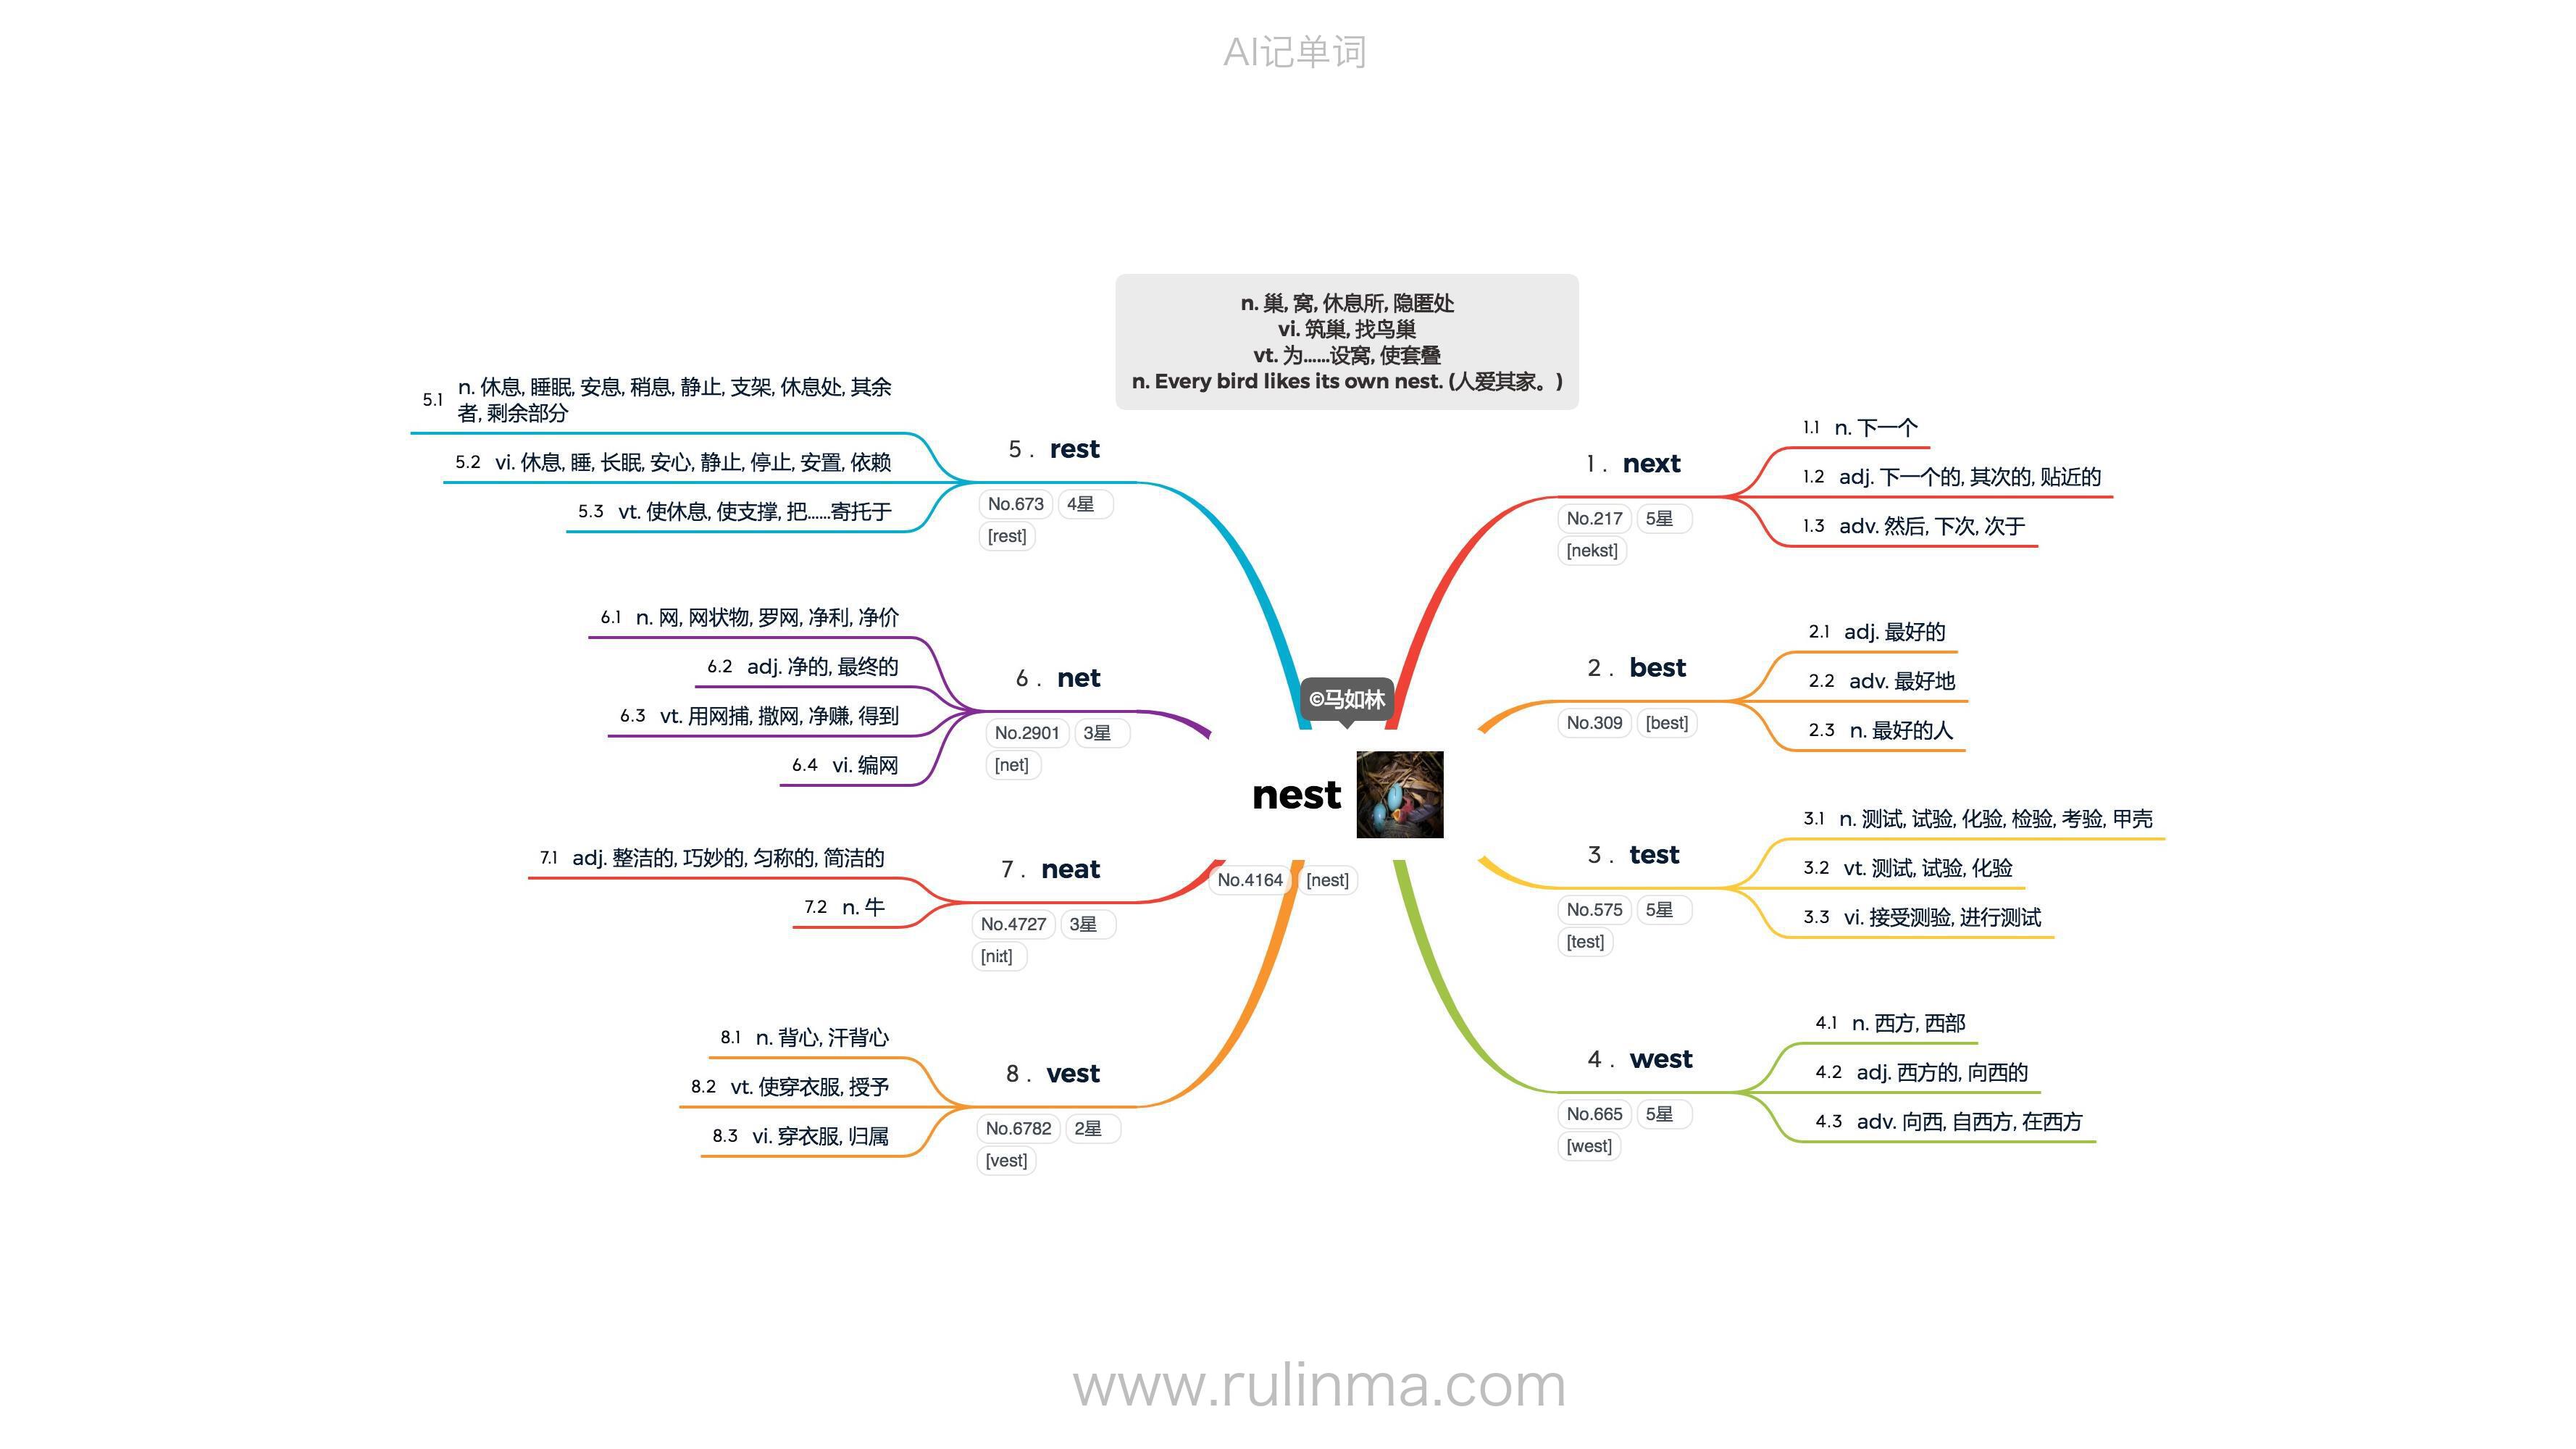 AI记单词
n. 巢, 窝, 休息所, 隐匿处
vi. 筑巢, 找鸟巢
vt. 为......设窝, 使套叠
n. Every bird likes its own nest. (人爱其家。)
©马如林
nest
No.4164 [nest]
1 . next
No.217 5星
[nekst]
1.1 n. 下一个
1.2 adj. 下一个的, 其次的, 贴近的
1.3 adv. 然后, 下次, 次于
2 . best
No.309 [best]
2.1 adj. 最好的
2.2 adv. 最好地
2.3 n. 最好的人
3 . test
No.575 5星
[test]
3.1 n. 测试, 试验, 化验, 检验, 考验, 甲壳
3.2 vt. 测试, 试验, 化验
3.3 vi. 接受测验, 进行测试
4 . west
No.665 5星
[west]
4.1 n. 西方, 西部
4.2 adj. 西方的, 向西的
4.3 adv. 向西, 自西方, 在西方
5 . rest
No.673 4星
[rest]
5.1 n. 休息, 睡眠, 安息, 稍息, 静止, 支架, 休息处, 其余
者, 剩余部分
5.2 vi. 休息, 睡, 长眠, 安心, 静止, 停止, 安置, 依赖
5.3 vt. 使休息, 使支撑, 把......寄托于
6 . net
No.2901 3星
[net]
6.1 n. 网, 网状物, 罗网, 净利, 净价
6.2 adj. 净的, 最终的
6.3 vt. 用网捕, 撒网, 净赚, 得到
6.4 vi. 编网
7 . neat
No.4727 3星
[niːt]
7.1 adj. 整洁的, 巧妙的, 匀称的, 简洁的
7.2 n. 牛
8 . vest
No.6782 2星
[vest]
8.1 n. 背心, 汗背心
8.2 vt. 使穿衣服, 授予
8.3 vi. 穿衣服, 归属
www.rulinma.com